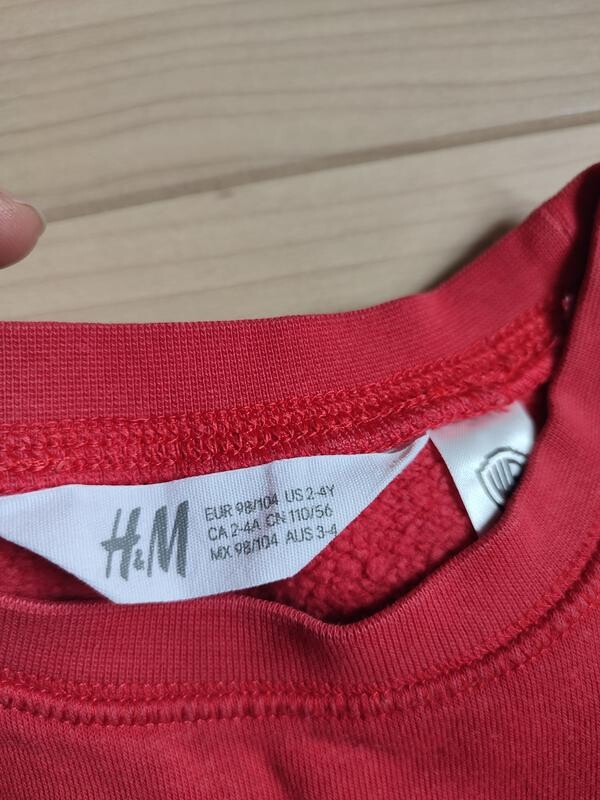 H&M
EUR 98/104 US 2-4Y
CA 2-4A CN 110/56
MX 98/104 AUS 3-4